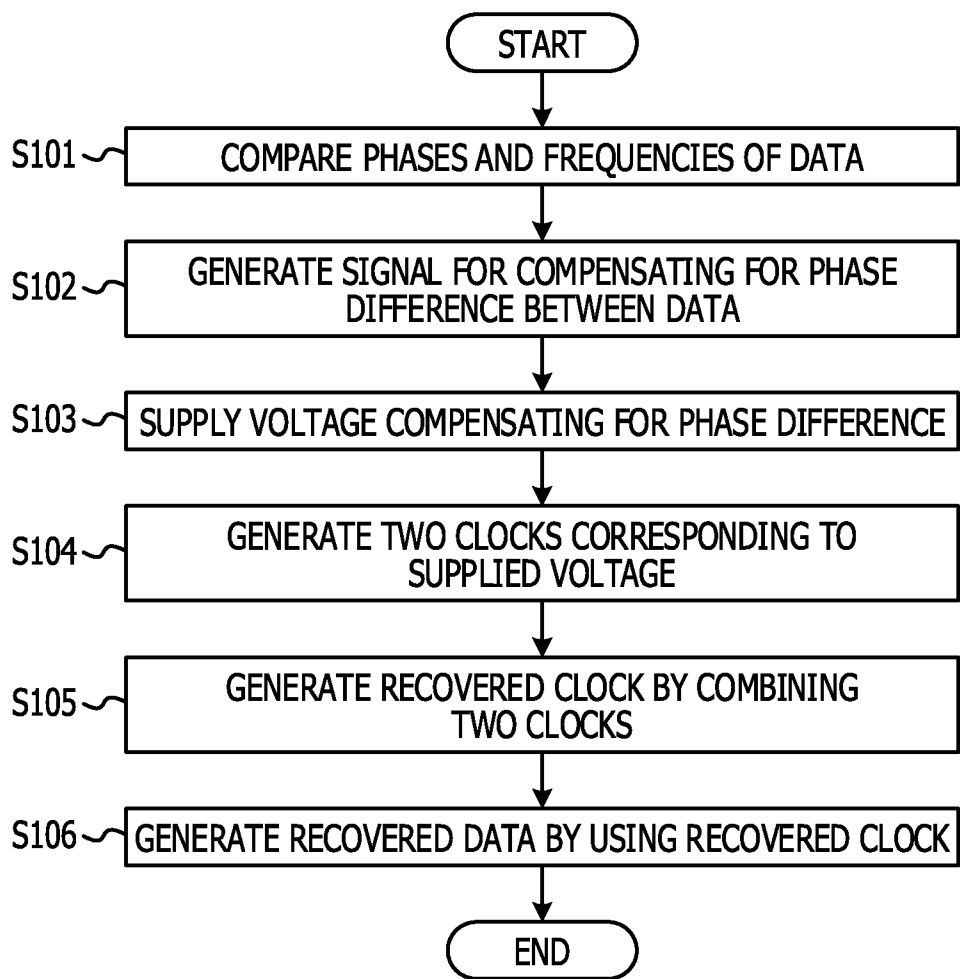 START
S101
COMPARE PHASES AND FREQUENCIES OF DATA
S102
GENERATE SIGNAL FOR COMPENSATING FOR PHASE
DIFFERENCE BETWEEN DATA
S103
SUPPLY VOLTAGE COMPENSATING FOR PHASE DIFFERENCE
S104
GENERATE TWO CLOCKS CORRESPONDING TO
SUPPLIED VOLTAGE
S105
GENERATE RECOVERED CLOCK BY COMBINING
TWO CLOCKS
S106
GENERATE RECOVERED DATA BY USING RECOVERED CLOCK
END